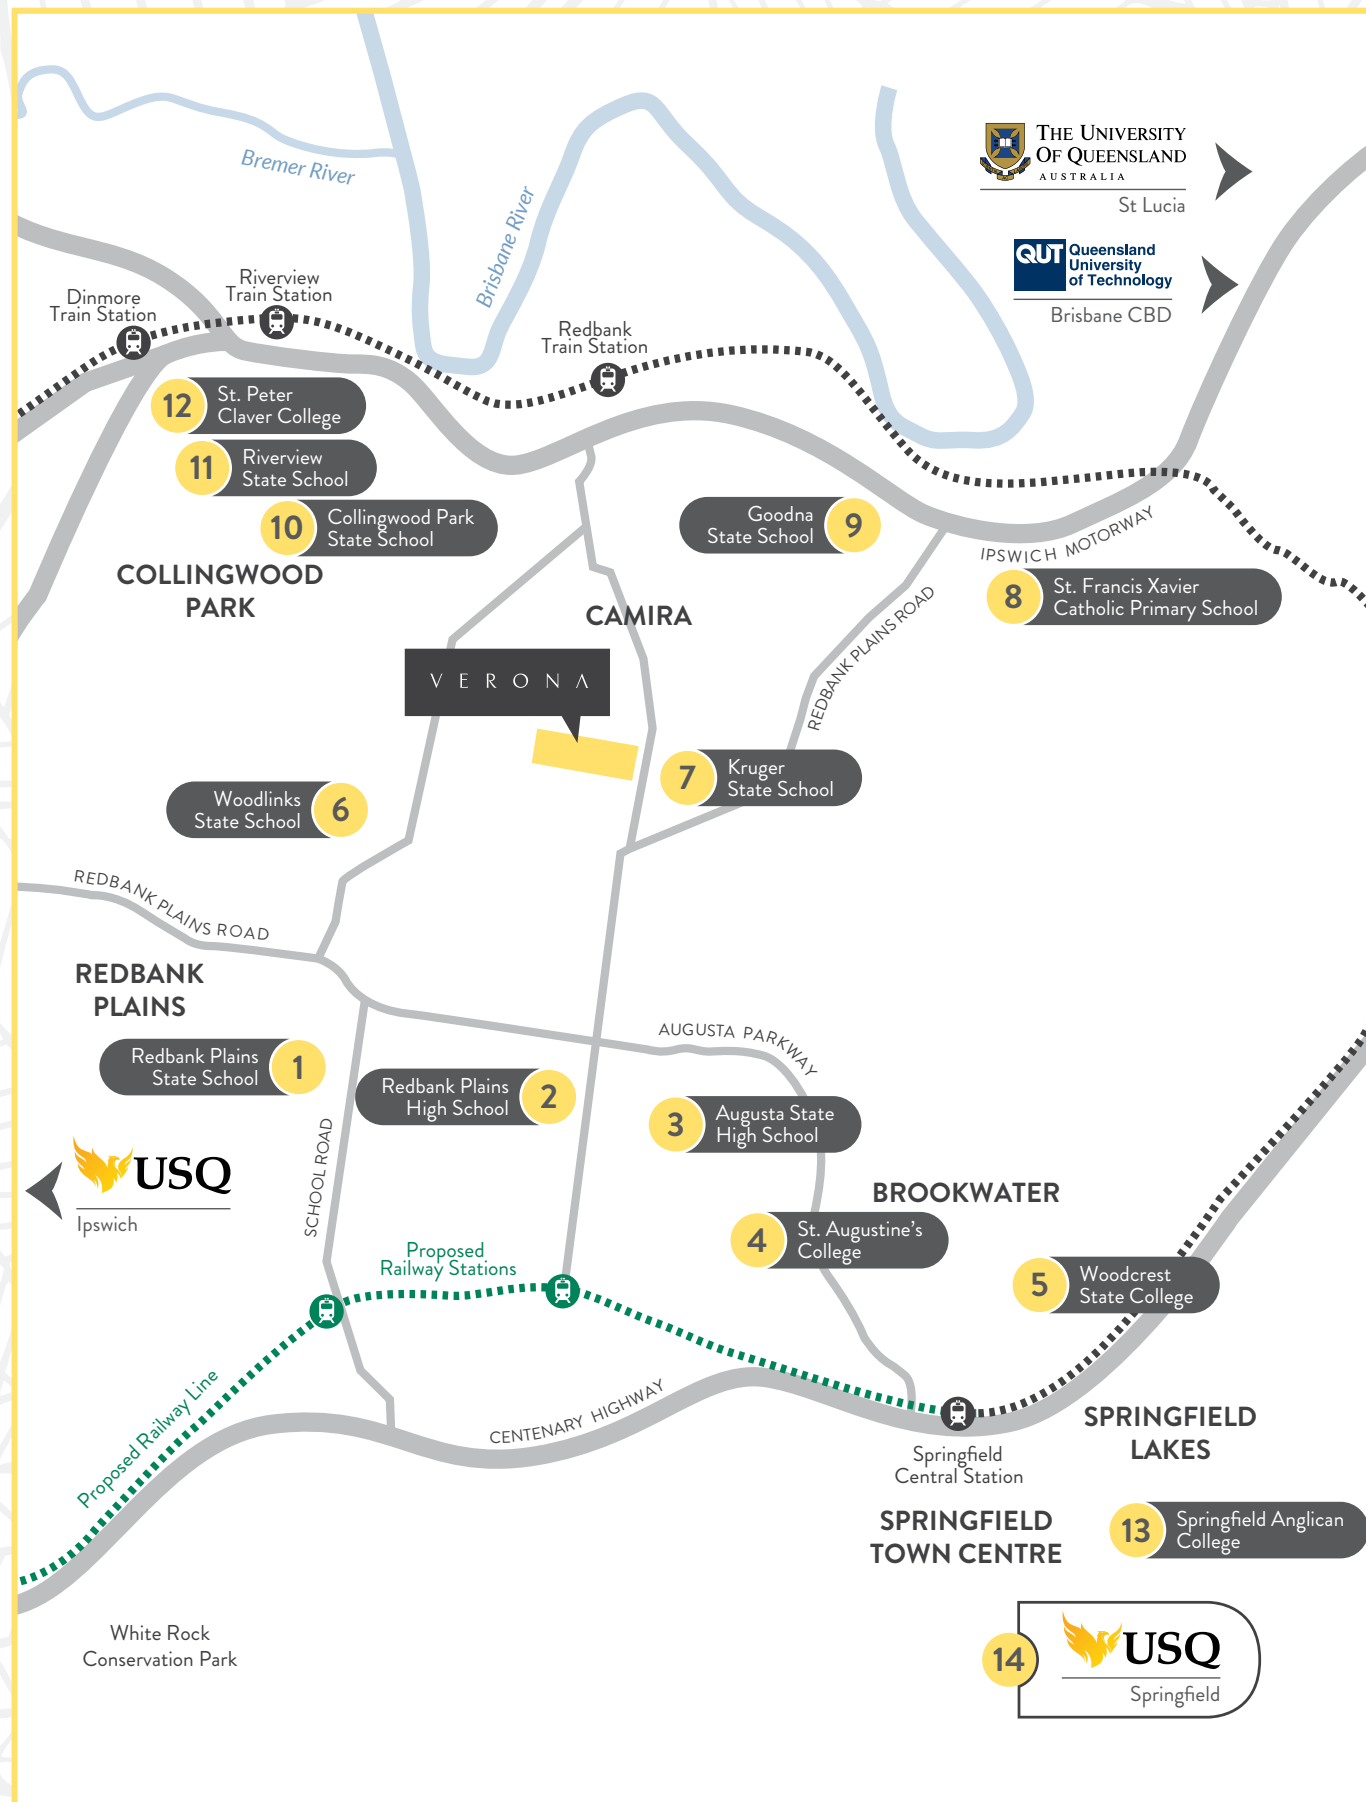 THE UNIVERSITY
OF QUEENSLAND
AUSTRALIA
St Lucia
Bremer River
Brisbane River
QUT
Queensland
University
of Technology
Brisbane CBD
Riverview
Train Station
Dinmore
Train Station
Redbank
Train Station
12
St. Peter
Claver College
11
Riverview
State School
10
Collingwood Park
State School
Goodna
State School
9
IPSWICH MOTORWAY
COLLINGWOOD
PARK
8
St. Francis Xavier
Catholic Primary School
CAMIRA
REDBANK PLAINS ROAD
VERONA
7
Kruger
State School
Woodlinks
State School
6
REDBANK PLAINS ROAD
REDBANK
PLAINS
AUGUSTA PARKWAY
Redbank Plains
State School
1
Redbank Plains
High School
2
3
Augusta State
High School
SCHOOL ROAD
USQ
Ipswich
BROOKWATER
4
St. Augustine's
College
Proposed
Railway Stations
5
Woodcrest
State College
Proposed Railway Line
CENTENARY HIGHWAY
SPRINGFIELD
LAKES
Springfield
Central Station
SPRINGFIELD
TOWN CENTRE
13
Springfield Anglican
College
White Rock
Conservation Park
14
USQ
Springfield